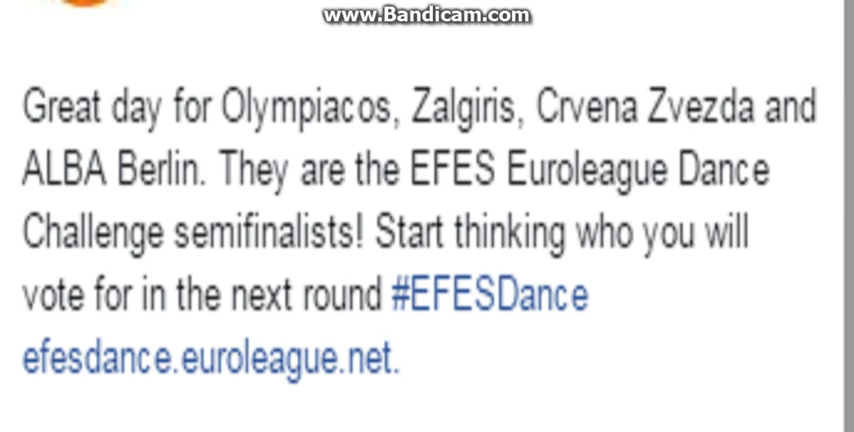 www.Bandicam.com
Great day for Olympiacos, Zalgiris, Crvena Zvezda and
ALBA Berlin. They are the EFES Euroleague Dance
Challenge semifinalists! Start thinking who you will
vote for in the next round #EFESDance
efesdance.euroleague.net.